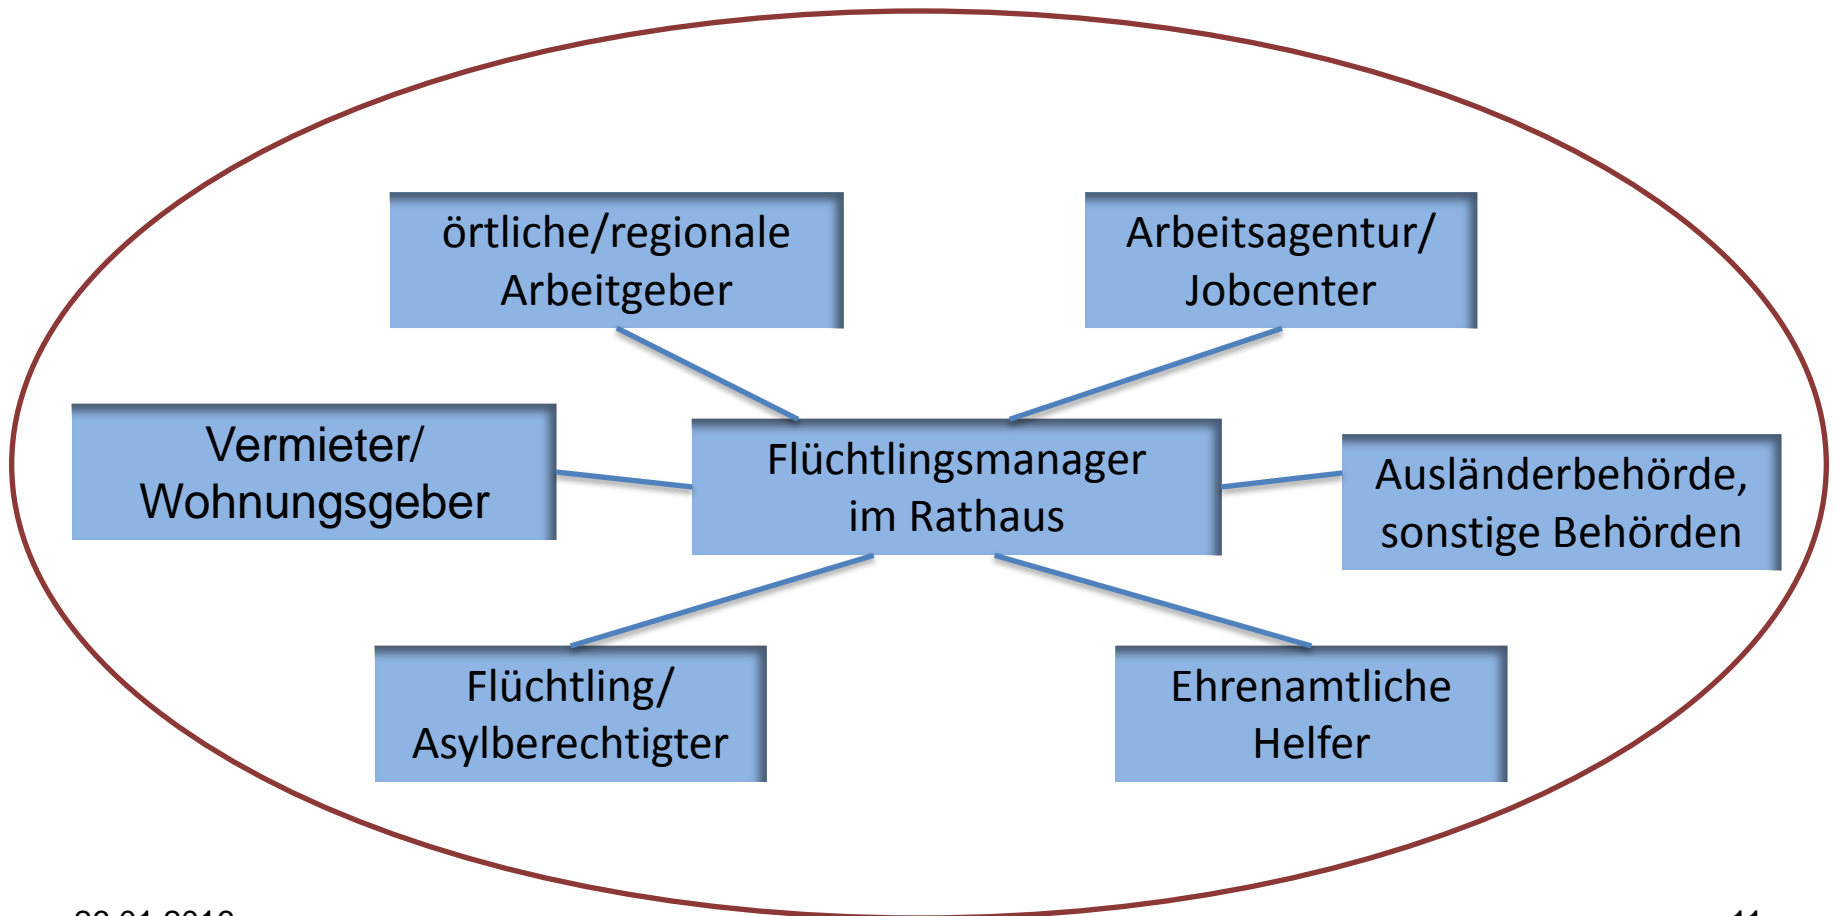 örtliche/regionale
Arbeitgeber
Arbeitsagentur/
Jobcenter
Vermieter/
Wohnungsgeber
Flüchtlingsmanager
im Rathaus
Ausländerbehörde,
sonstige Behörden
Flüchtling/
Asylberechtigter
Ehrenamtliche
Helfer